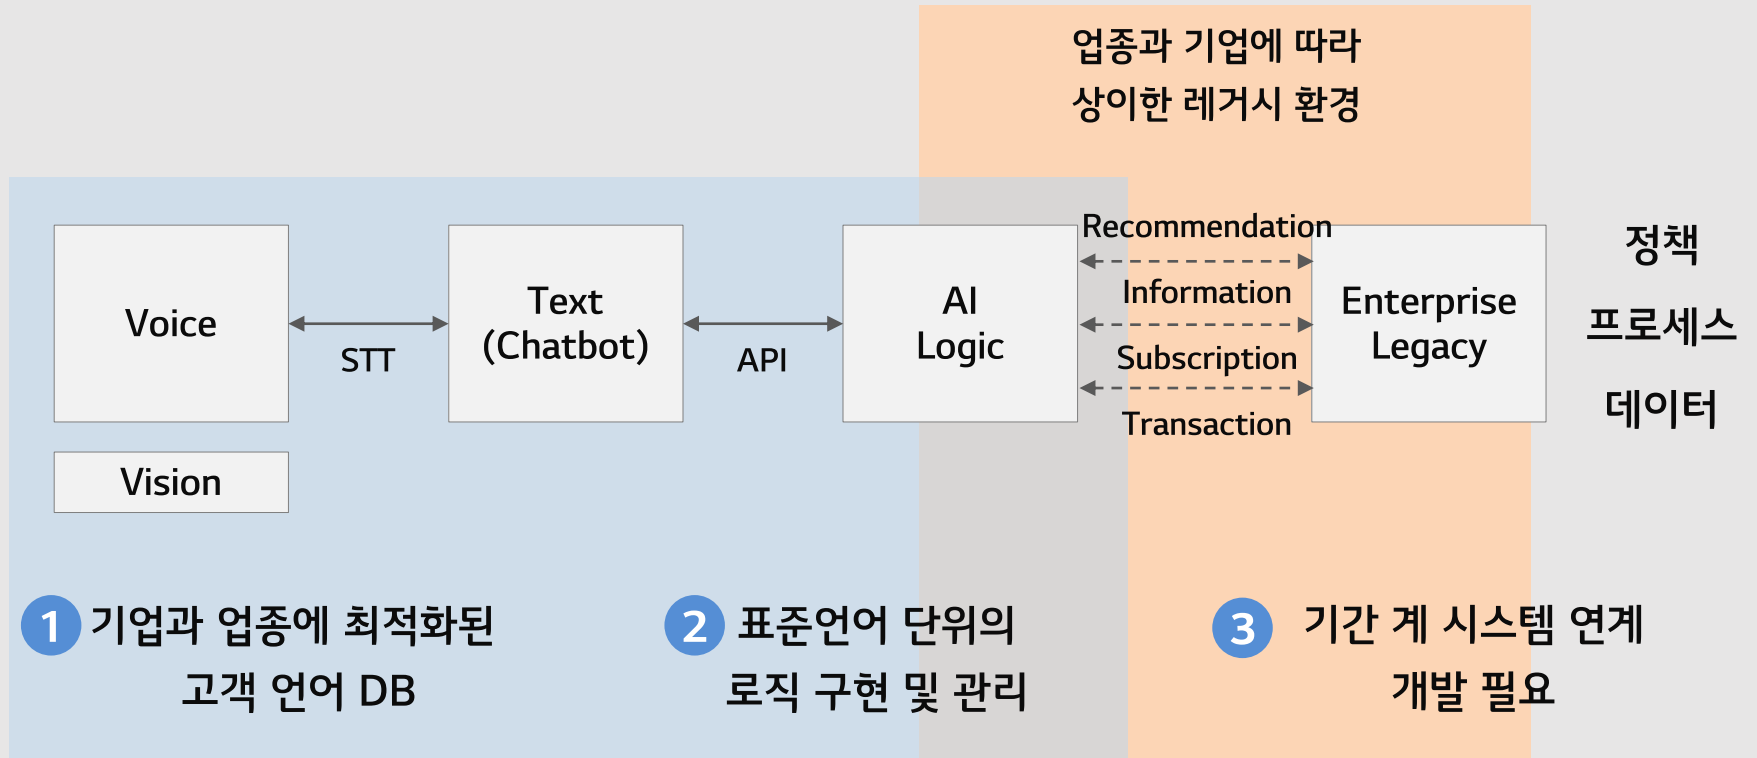 업종과 기업에 따라
상이한 레거시 환경
Voice
STT
Text
(Chatbot)
API
AI
Logic
Recommendation
Information
Subscription
Transaction
Enterprise
Legacy
정책
프로세스
데이터
Vision
1 기업과 업종에 최적화된
고객 언어 DB
2 표준언어 단위의
로직 구현 및 관리
3 기간 계 시스템 연계
개발 필요